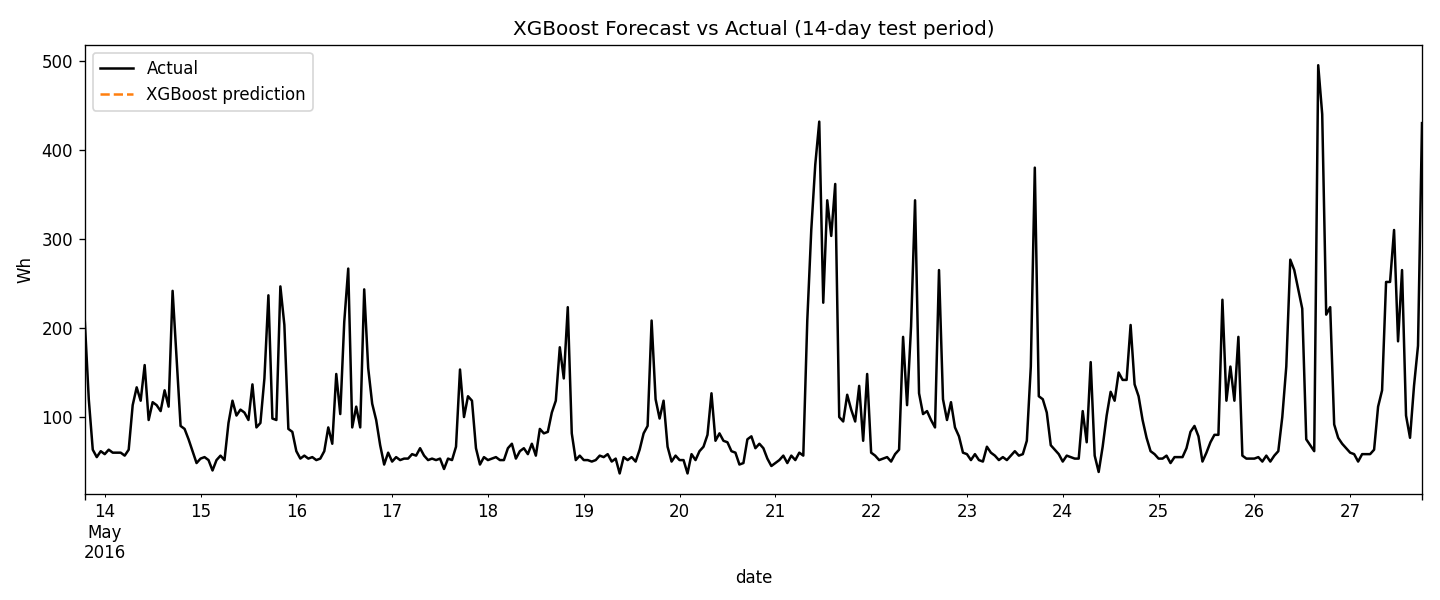 XGBoost Forecast vs Actual (14-day test period)
Actual
XGBoost prediction
500
400
300
200
100
Wh
14 15 16 17 18 19 20 21 22 23 24 25 26 27
May
2016
date